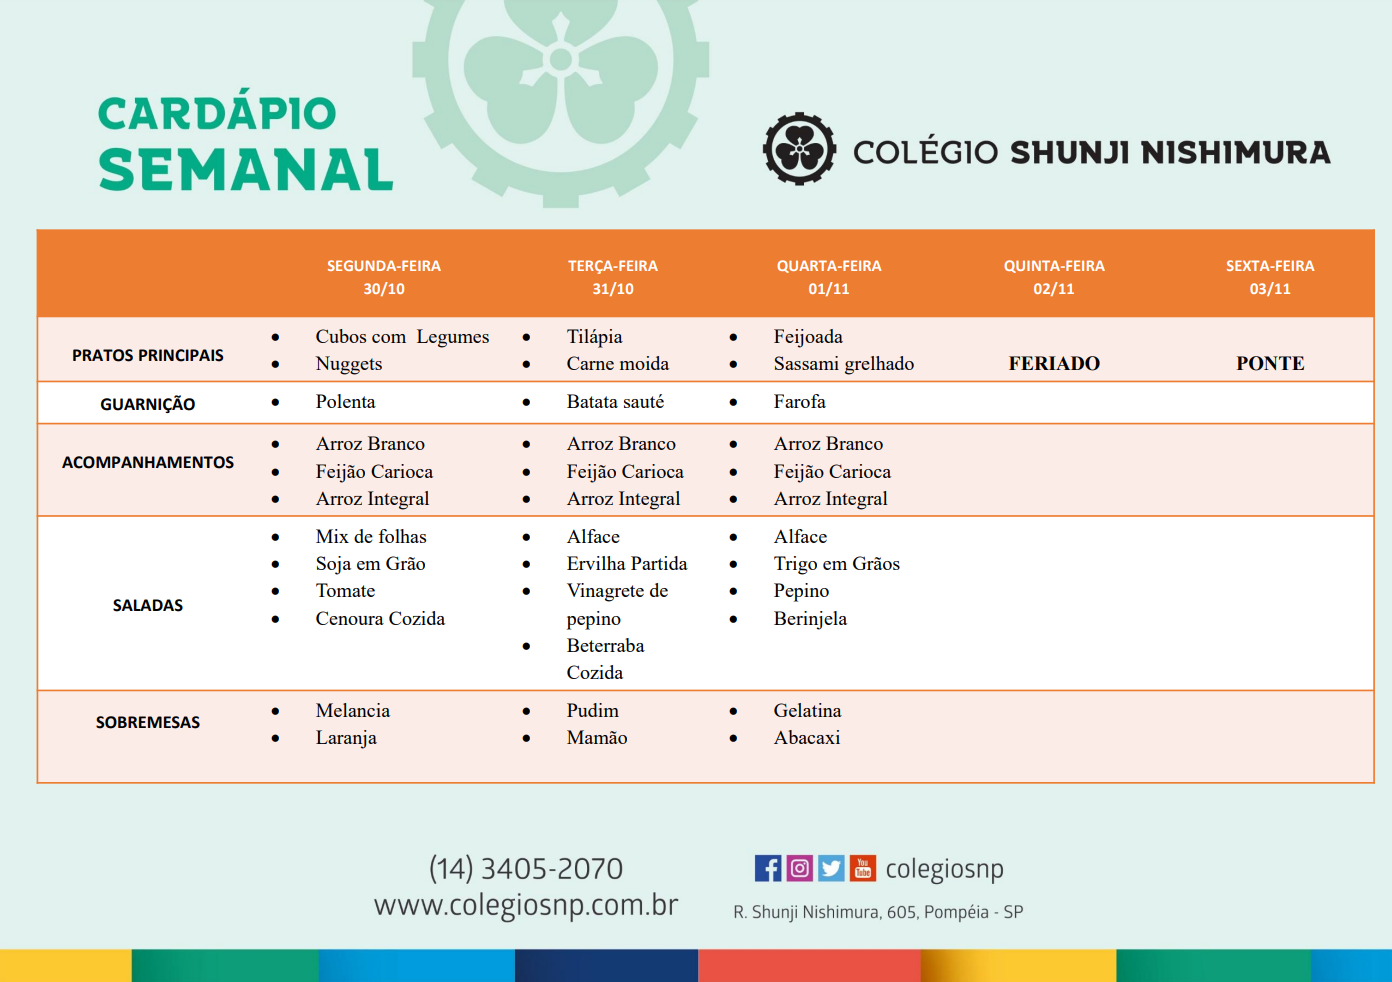 CARDÁPIO
SEMANAL
COLÉGIO SHUNJI NISHIMURA
SEGUNDA-FEIRA
30/10
TERÇA-FEIRA
31/10
QUARTA-FEIRA
01/11
QUINTA-FEIRA
02/11
SEXTA-FEIRA
03/11
PRATOS PRINCIPAIS
• Cubos com  Legumes
• Nuggets
• Tilápia
• Carne moida
• Feijoada
• Sassami grelhado
FERIADO
PONTE
GUARNIÇÃO
• Polenta
• Batata sauté
• Farofa
ACOMPANHAMENTOS
• Arroz Branco
• Feijão Carioca
• Arroz Integral
• Arroz Branco
• Feijão Carioca
• Arroz Integral
• Arroz Branco
• Feijão Carioca
• Arroz Integral
SALADAS
• Mix de folhas
• Soja em Grão
• Tomate
• Cenoura Cozida
• Alface
• Ervilha Partida
• Vinagrete de
pepino
• Beterraba
Cozida
• Alface
• Trigo em Grãos
• Pepino
• Berinjela
SOBREMESAS
• Melancia
• Laranja
• Pudim
• Mamão
• Gelatina
• Abacaxi
(14) 3405-2070
www.colegiosnp.com.br
You
Tube
colegiosnp
R. Shunji Nishimura, 605, Pompéia - SP